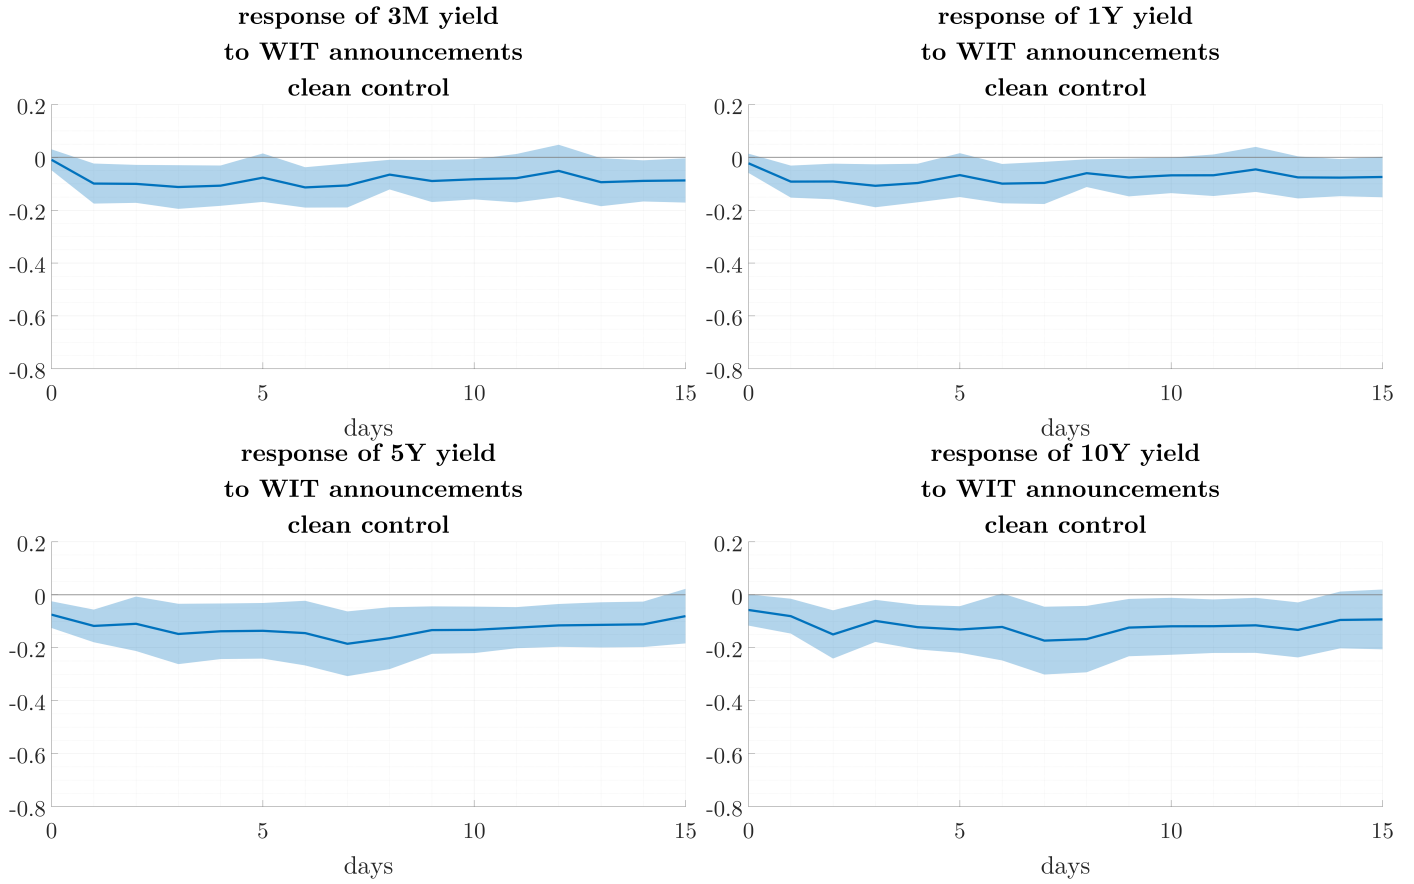 response of 3M yield
to WIT announcements
clean control
0.2
0
-0.2
-0.4
-0.6
-0.8
0
5
10
15
days
response of 1Y yield
to WIT announcements
clean control
0.2
0
-0.2
-0.4
-0.6
-0.8
0
5
10
15
days
response of 5Y yield
to WIT announcements
clean control
0.2
0
-0.2
-0.4
-0.6
-0.8
0
5
10
15
days
response of 10Y yield
to WIT announcements
clean control
0.2
0
-0.2
-0.4
-0.6
-0.8
0
5
10
15
days